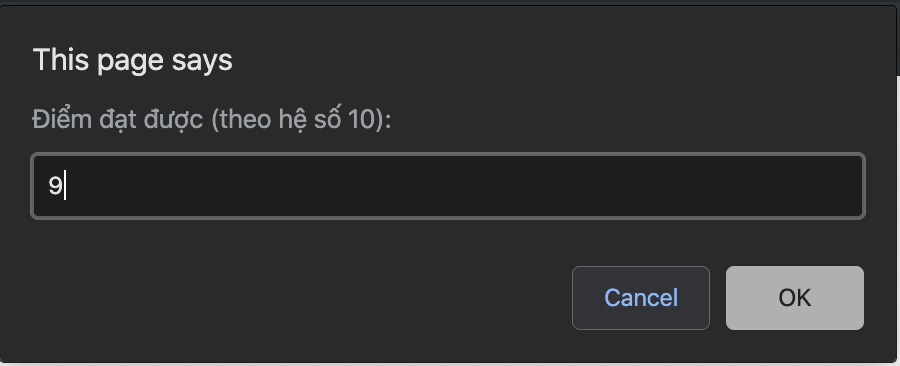 This page says
Điểm đạt được (theo hệ số 10):
9
Cancel OK